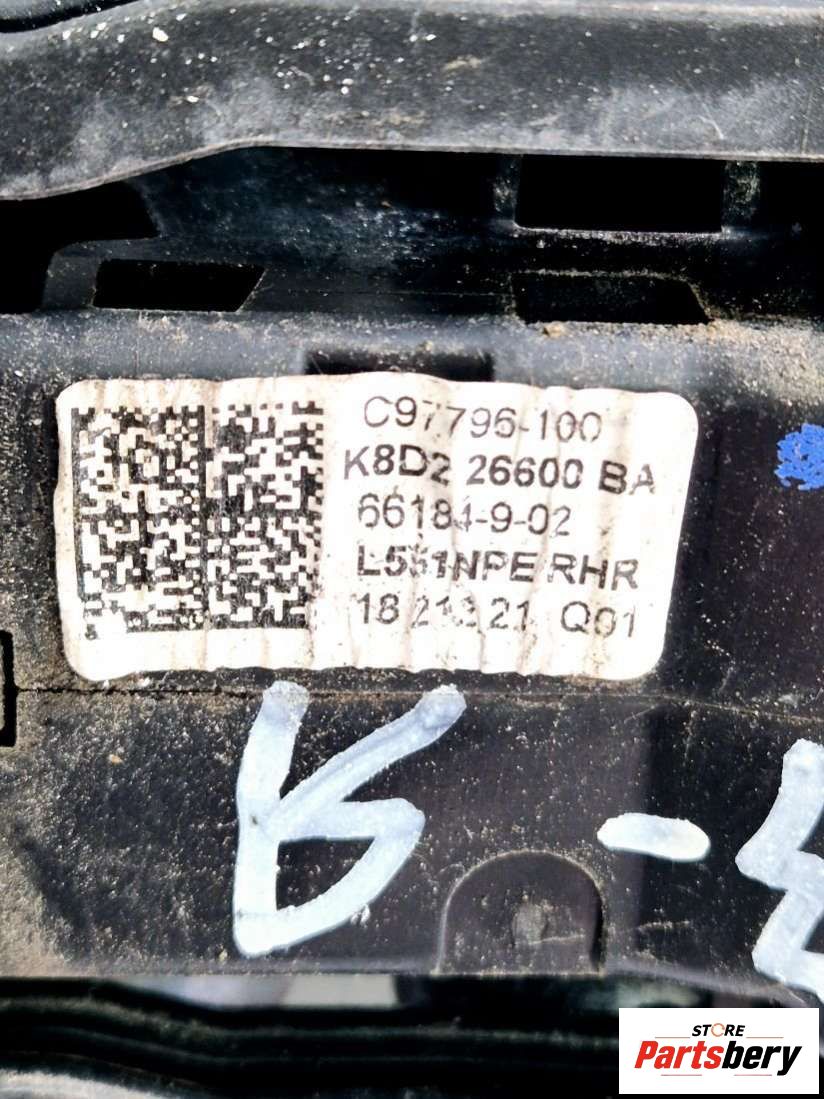 C97796-100
K8D2 26600 BA
66184-9-02
L551NPE RHR
Q01
STORE
Partsbery